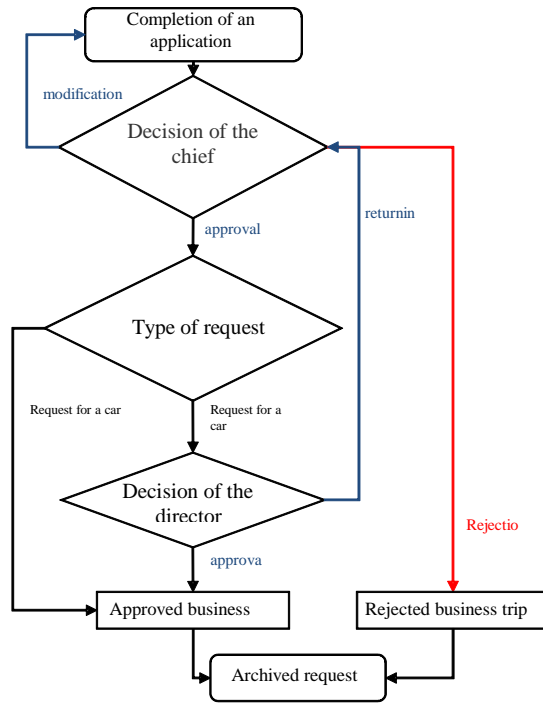 Completion of an
application
modification
Decision of the
chief
returnin
approval
Type of request
Request for a car
Request for a
car
Decision of the
director
Rejectio
approva
Approved business
Rejected business trip
Archived request